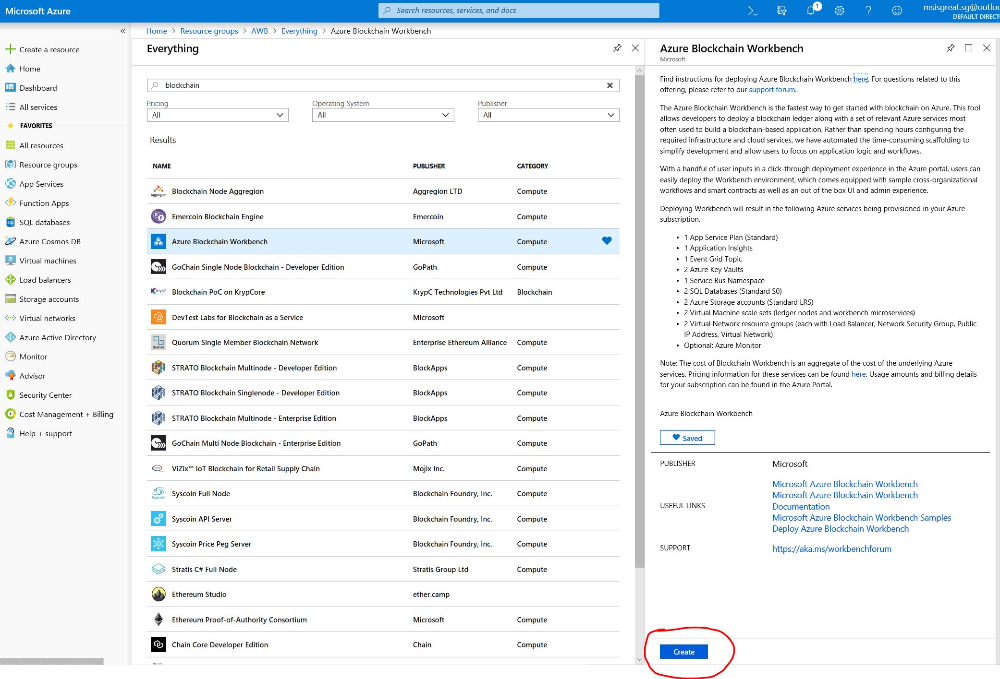 Microsoft Azure
Search resources, services, and docs
1
msisgreat.sg@outloo
DEFAULT DIRECT
Create a resource
Home
Dashboard
All services
FAVORITES
All resources
Resource groups
App Services
Function Apps
SQL databases
Azure Cosmos DB
Virtual machines
Load balancers
Storage accounts
Virtual networks
Azure Active Directory
Monitor
Advisor
Security Center
Cost Management + Billing
Help + support
Home > Resource groups > AWB > Everything > Azure Blockchain Workbench
Everything
blockchain
Pricing Operating System Publisher
All All All
Results
NAME PUBLISHER CATEGORY
Aggregion Blockchain Node Aggregion Aggregion LTD Compute
Emercoin Blockchain Engine Emercoin Compute
Azure Blockchain Workbench Microsoft Compute
GoChain Single Node Blockchain - Developer Edition GoPath Compute
KrypC Blockchain PoC on KrypCore KrypC Technologies Pvt Ltd Blockchain
DevTest Labs for Blockchain as a Service Microsoft
Quorum Quorum Single Member Blockchain Network Enterprise Ethereum Alliance Compute
STRATO Blockchain Multinode - Developer Edition BlockApps Compute
STRATO Blockchain Singlenode - Developer Edition BlockApps Compute
STRATO Blockchain Multinode - Enterprise Edition BlockApps Compute
GoChain Multi Node Blockchain - Enterprise Edition GoPath Compute
ViZix™ IoT Blockchain for Retail Supply Chain Mojix Inc. Compute
Syscoin Syscoin Full Node Blockchain Foundry, Inc. Compute
Syscoin API Server Blockchain Foundry, Inc. Compute
Syscoin Price Peg Server Blockchain Foundry, Inc. Compute
Stratis C# Full Node Stratis Group Ltd Compute
Ethereum Studio ether.camp
Ethereum Proof-of-Authority Consortium Microsoft Compute
Chain Core Developer Edition Chain Compute
Azure Blockchain Workbench
Microsoft
Find instructions for deploying Azure Blockchain Workbench here. For questions related to this
offering, please refer to our support forum.
The Azure Blockchain Workbench is the fastest way to get started with blockchain on Azure. This tool
allows developers to deploy a blockchain ledger along with a set of relevant Azure services most
often used to build a blockchain-based application. Rather than spending hours configuring the
required infrastructure and cloud services, we have automated the time-consuming scaffolding to
simplify development and allow users to focus on application logic and workflows.
With a handful of user inputs in a click-through deployment experience in the Azure portal, users can
easily deploy the Workbench environment, which comes equipped with sample cross-organizational
workflows and smart contracts as well as an out of the box UI and admin experience.
Deploying Workbench will result in the following Azure services being provisioned in your Azure
subscription.
• 1 App Service Plan (Standard)
• 1 Application Insights
• 1 Event Grid Topic
• 2 Azure Key Vaults
• 1 Service Bus Namespace
• 2 SQL Databases (Standard S0)
• 2 Azure Storage accounts (Standard LRS)
• 2 Virtual Machine scale sets (ledger nodes and workbench microservices)
• 2 Virtual Network resource groups (each with Load Balancer, Network Security Group, Public
IP Address, Virtual Network)
• Optional: Azure Monitor
Note: The cost of Blockchain Workbench is an aggregate of the cost of the underlying Azure
services. Pricing information for these services can be found here. Usage amounts and billing details
for your subscription can be found in the Azure Portal.
Azure Blockchain Workbench
Saved
PUBLISHER Microsoft
USEFUL LINKS
Microsoft Azure Blockchain Workbench
Microsoft Azure Blockchain Workbench
Documentation
Microsoft Azure Blockchain Workbench Samples
Deploy Azure Blockchain Workbench
SUPPORT https://aka.ms/workbenchforum
Create